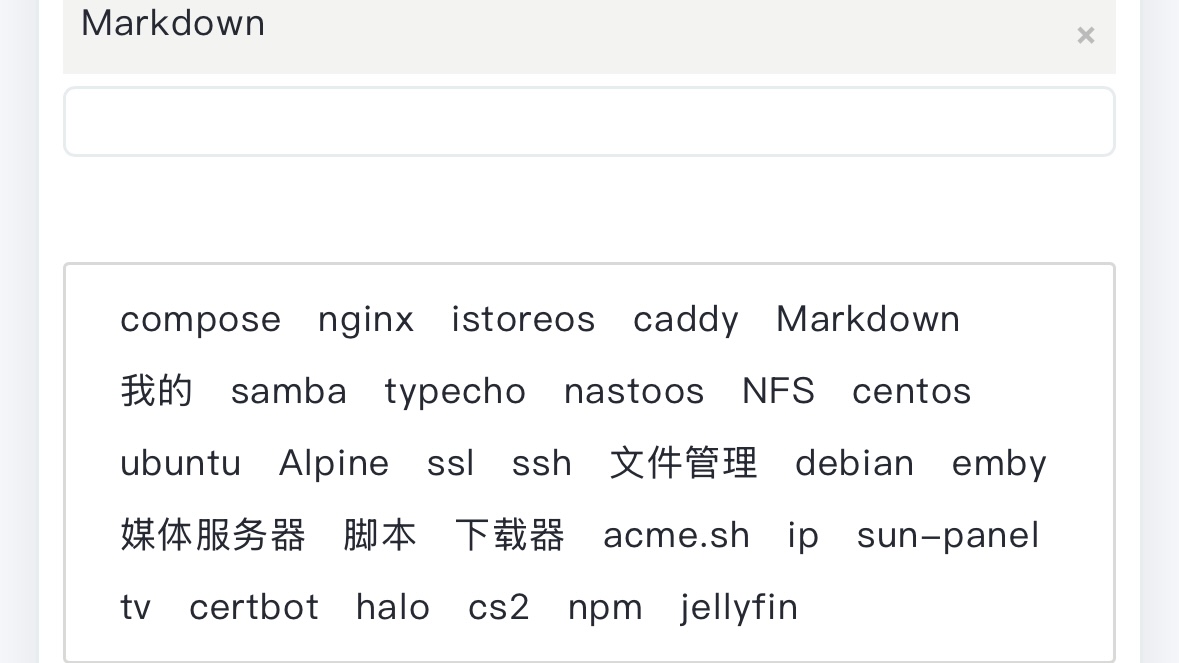 Markdown ×
compose nginx istoreos caddy Markdown
我的 samba typecho nastoos NFS centos
ubuntu Alpine ssl ssh 文件管理 debian emby
媒体服务器 脚本 下载器 acme.sh ip sun-panel
tv certbot halo cs2 npm jellyfin